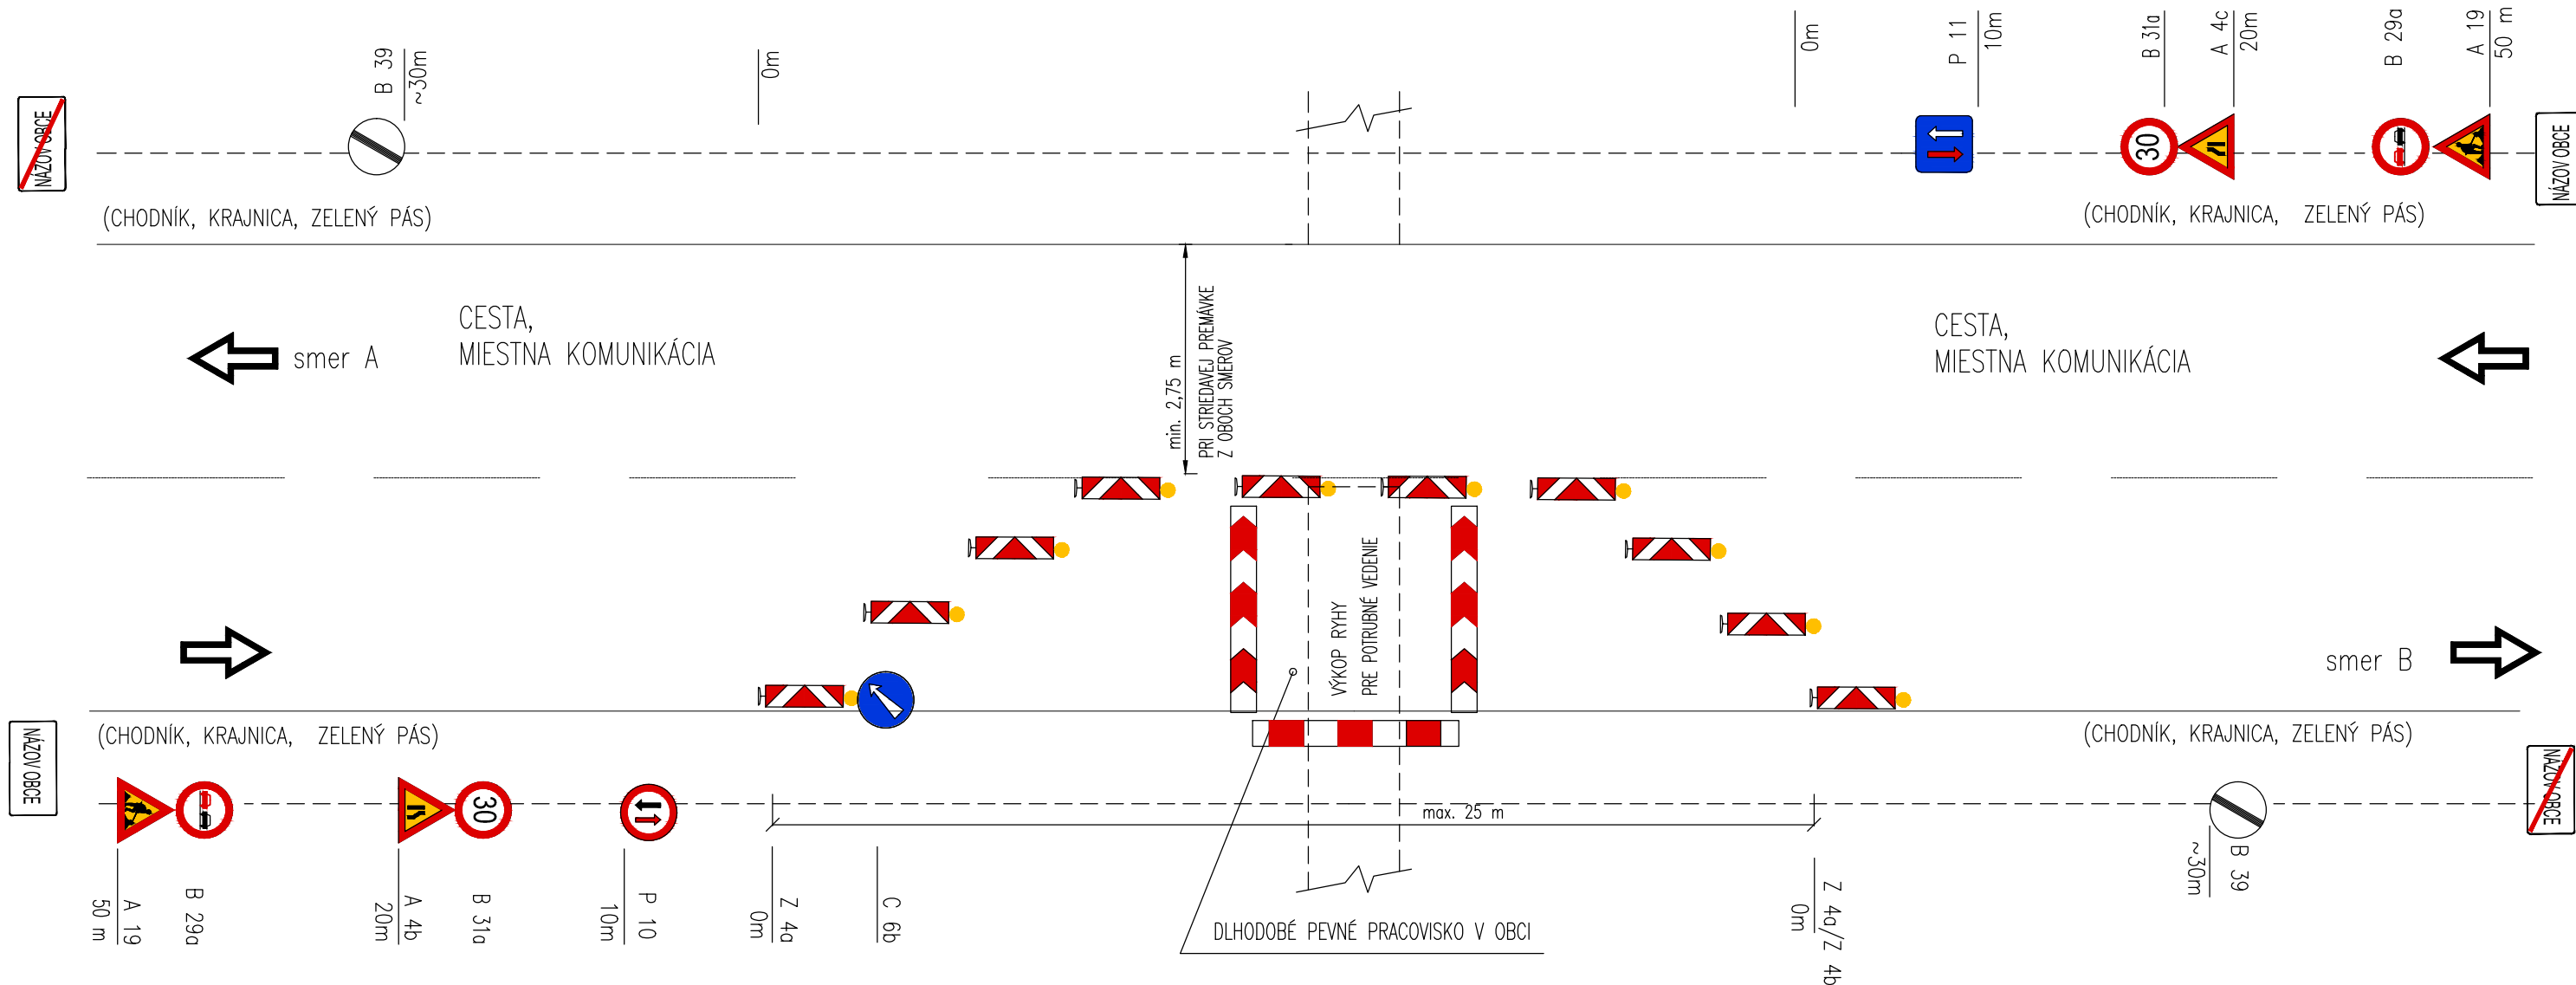 B 39
~30m
0m
0m
P 11
10m
B 31a
A 4c
20m
B 29a
A 19
50 m
NÁZOV OBCE
NÁZOV OBCE
30
(CHODNÍK, KRAJNICA, ZELENÝ PÁS)
(CHODNÍK, KRAJNICA, ZELENÝ PÁS)
CESTA,
MIESTNA KOMUNIKÁCIA
smer A
min. 2,75 m
PRI STRIEDAVEJ PREMÁVKE
Z OBOCH SMEROV
CESTA,
MIESTNA KOMUNIKÁCIA
VÝKOP RYHY
PRE POTRUBNÉ VEDENIE
smer B
(CHODNÍK, KRAJNICA, ZELENÝ PÁS)
(CHODNÍK, KRAJNICA, ZELENÝ PÁS)
NÁZOV OBCE
NÁZOV OBCE
30
max. 25 m
A 19
50 m
B 29a
A 4b
20m
B 31a
P 10
10m
Z 4a
0m
C 6b
DLHODOBÉ PEVNÉ PRACOVISKO V OBCI
Z 4a/Z 4b
0m
B 39
~30m